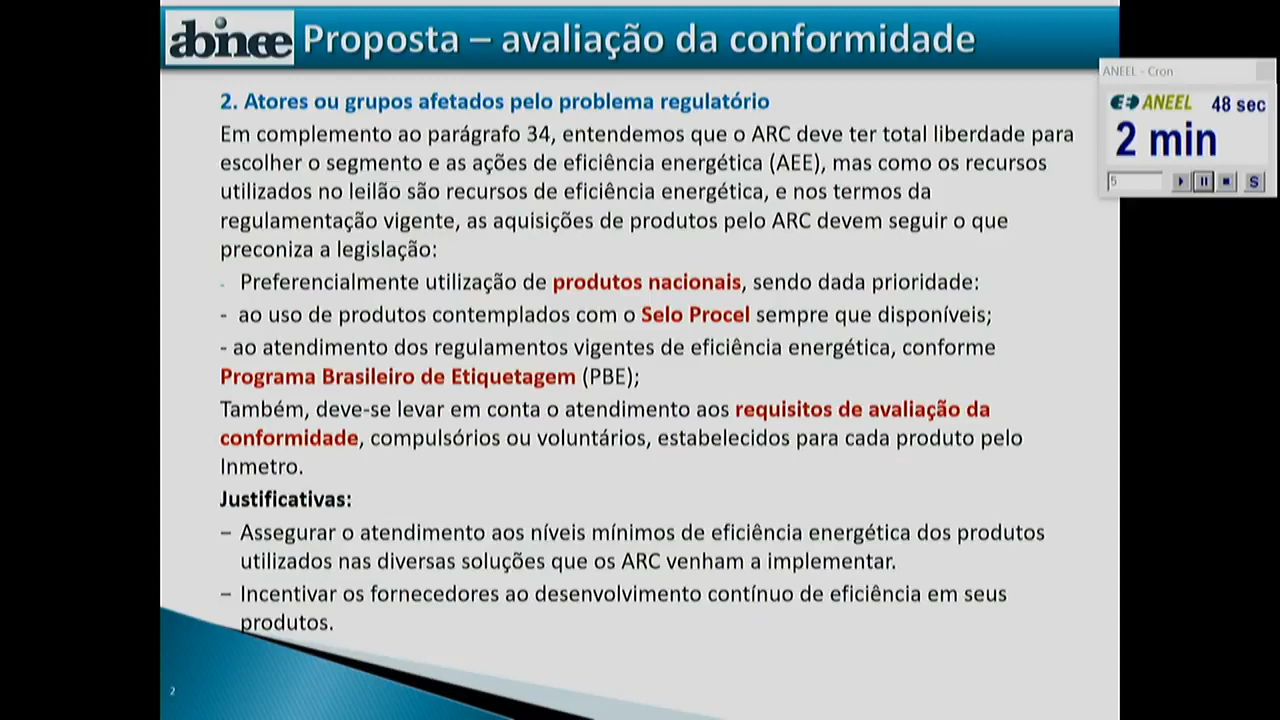 abinee Proposta – avaliação da conformidade
2. Atores ou grupos afetados pelo problema regulatório
Em complemento ao parágrafo 34, entendemos que o ARC deve ter total liberdade para
escolher o segmento e as ações de eficiência energética (AEE), mas como os recursos
utilizados no leilão são recursos de eficiência energética, e nos termos da
regulamentação vigente, as aquisições de produtos pelo ARC devem seguir o que
preconiza a legislação:
- Preferencialmente utilização de produtos nacionais, sendo dada prioridade:
- ao uso de produtos contemplados com o Selo Procel sempre que disponíveis;
- ao atendimento dos regulamentos vigentes de eficiência energética, conforme
Programa Brasileiro de Etiquetagem (PBE);
Também, deve-se levar em conta o atendimento aos requisitos de avaliação da
conformidade, compulsórios ou voluntários, estabelecidos para cada produto pelo
Inmetro.
Justificativas:
– Assegurar o atendimento aos níveis mínimos de eficiência energética dos produtos
utilizados nas diversas soluções que os ARC venham a implementar.
– Incentivar os fornecedores ao desenvolvimento contínuo de eficiência em seus
produtos.
2
ANEEL - Cron
ANEEL 48 sec
2 min
5 S